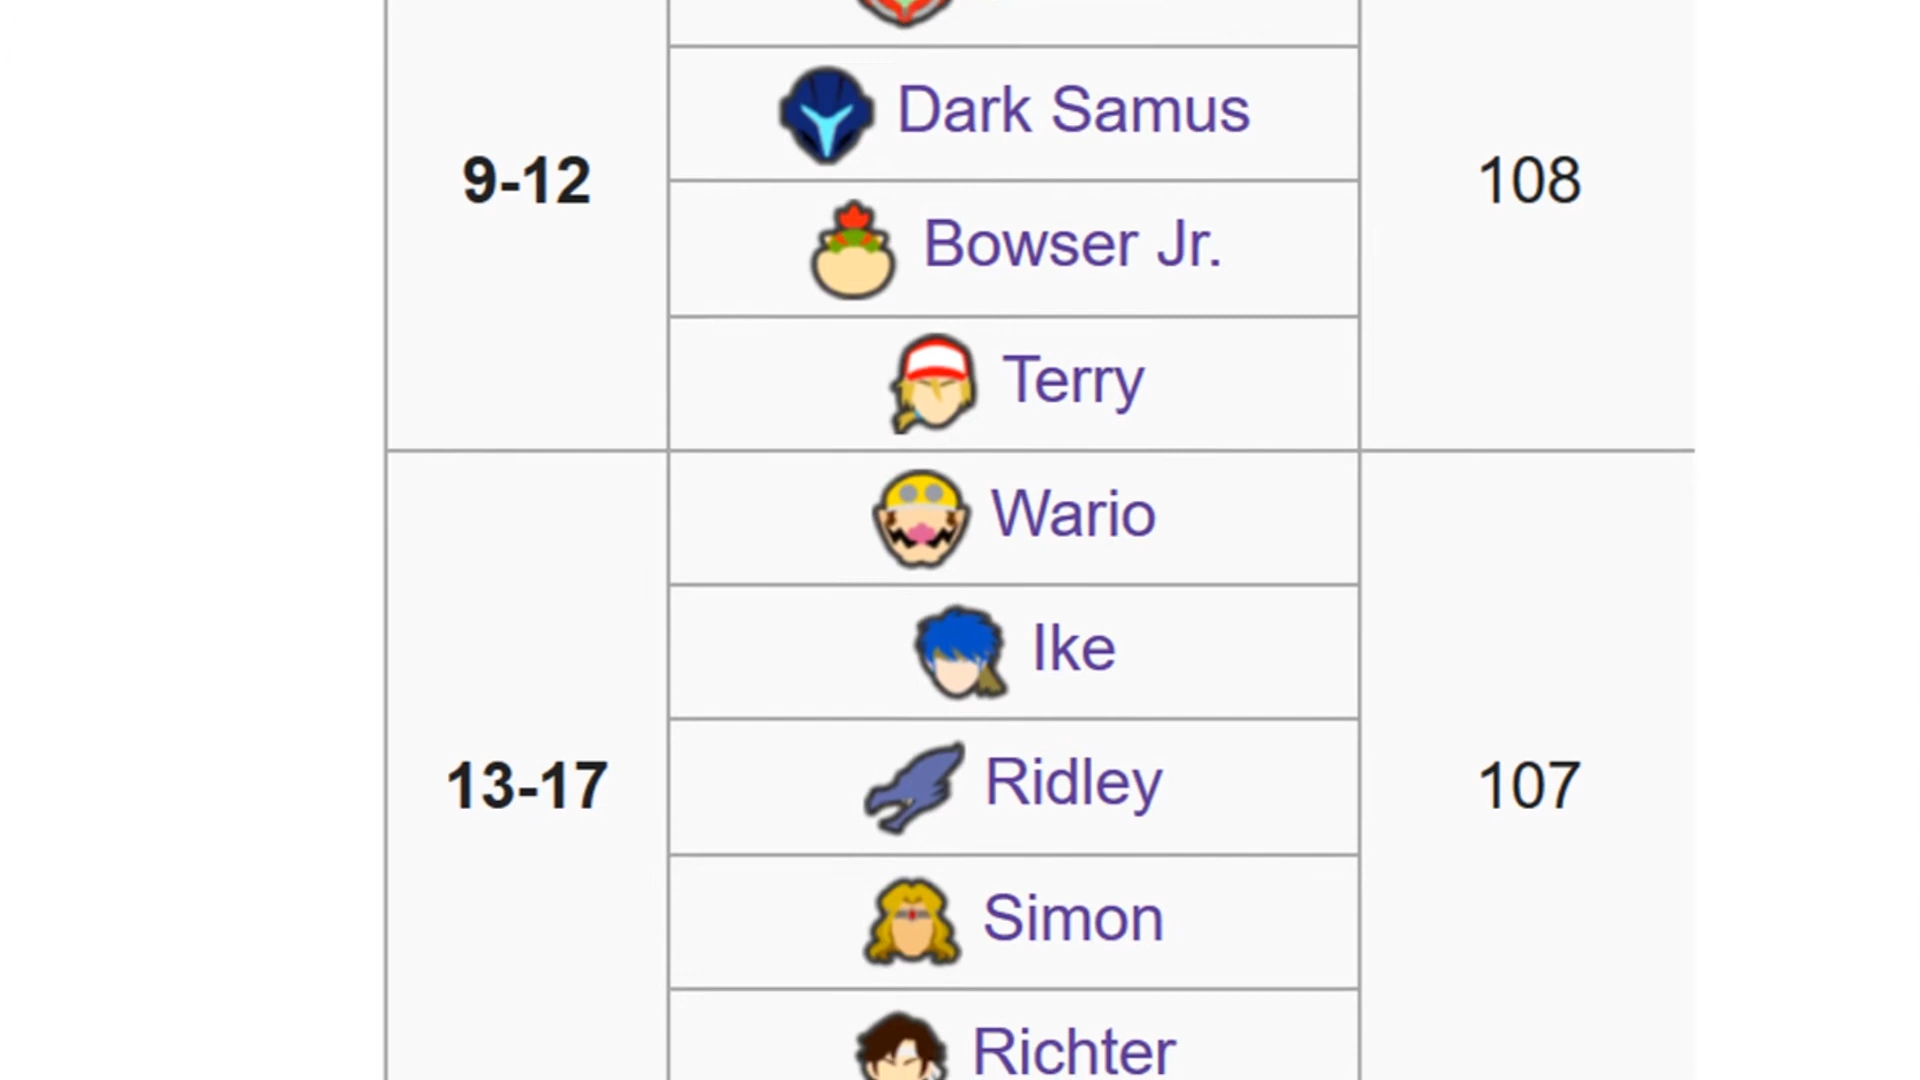 Dark Samus
9-12
108
Bowser Jr.
Terry
Wario
Ike
13-17
Ridley
107
Simon
Richter